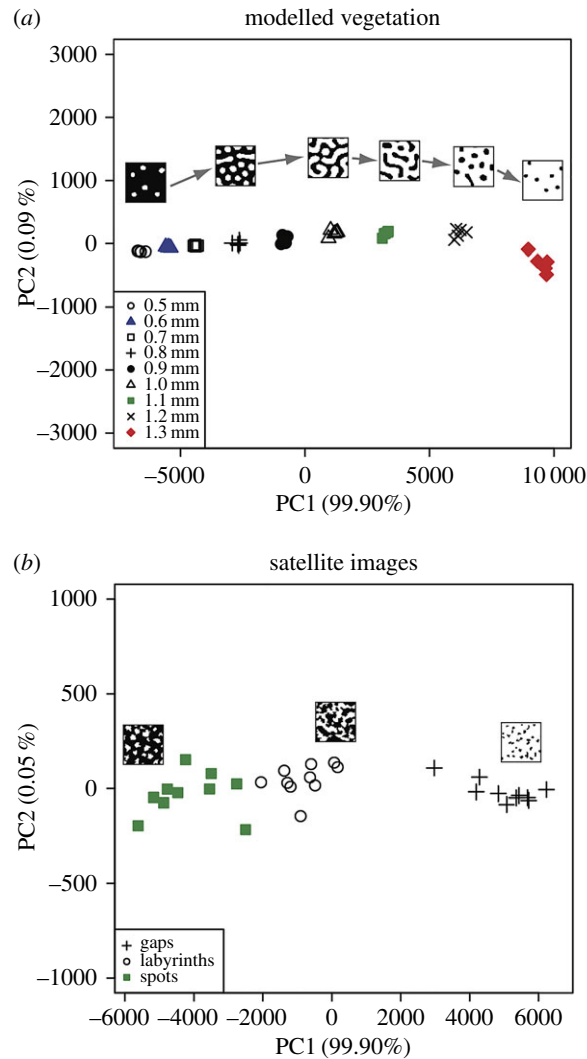 (a) modelled vegetation
3000
2000
1000
0
−1000
−2000
−3000
PC2 (0.09 %)
0.5 mm
0.6 mm
0.7 mm
0.8 mm
0.9 mm
1.0 mm
1.1 mm
1.2 mm
1.3 mm
−5000 0 5000 10 000
PC1 (99.90%)
(b) satellite images
1000
500
0
−500
−1000
PC2 (0.05 %)
gaps
labyrinths
spots
−6000 −4000 −2000 0 2000 4000 6000
PC1 (99.90%)